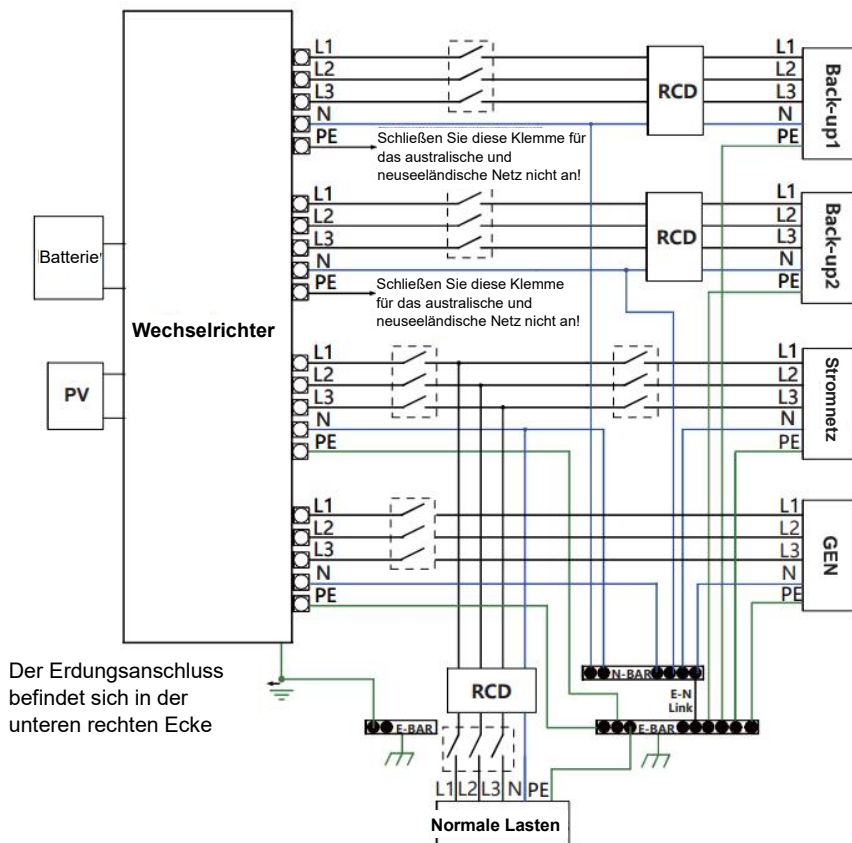 L1
L2
L3
N
PE
RCD
L1
L2
L3
N
PE
Back-up1
Schließen Sie diese Klemme für
das australische und
neuseeländische Netz nicht an!
L1
L2
L3
N
PE
RCD
L1
L2
L3
N
PE
Back-up2
Schließen Sie diese Klemme
für das australische und
neuseeländische Netz nicht an!
Batterie
Wechselrichter
PV
L1
L2
L3
N
PE
L1
L2
L3
N
PE
Stromnetz
L1
L2
L3
N
PE
L1
L2
L3
N
PE
GEN
Der Erdungsanschluss
befindet sich in der
unteren rechten Ecke
RCD
N-BAR
E-N
Link
E-BAR
E-BAR
L1 L2 L3 N PE
Normale Lasten